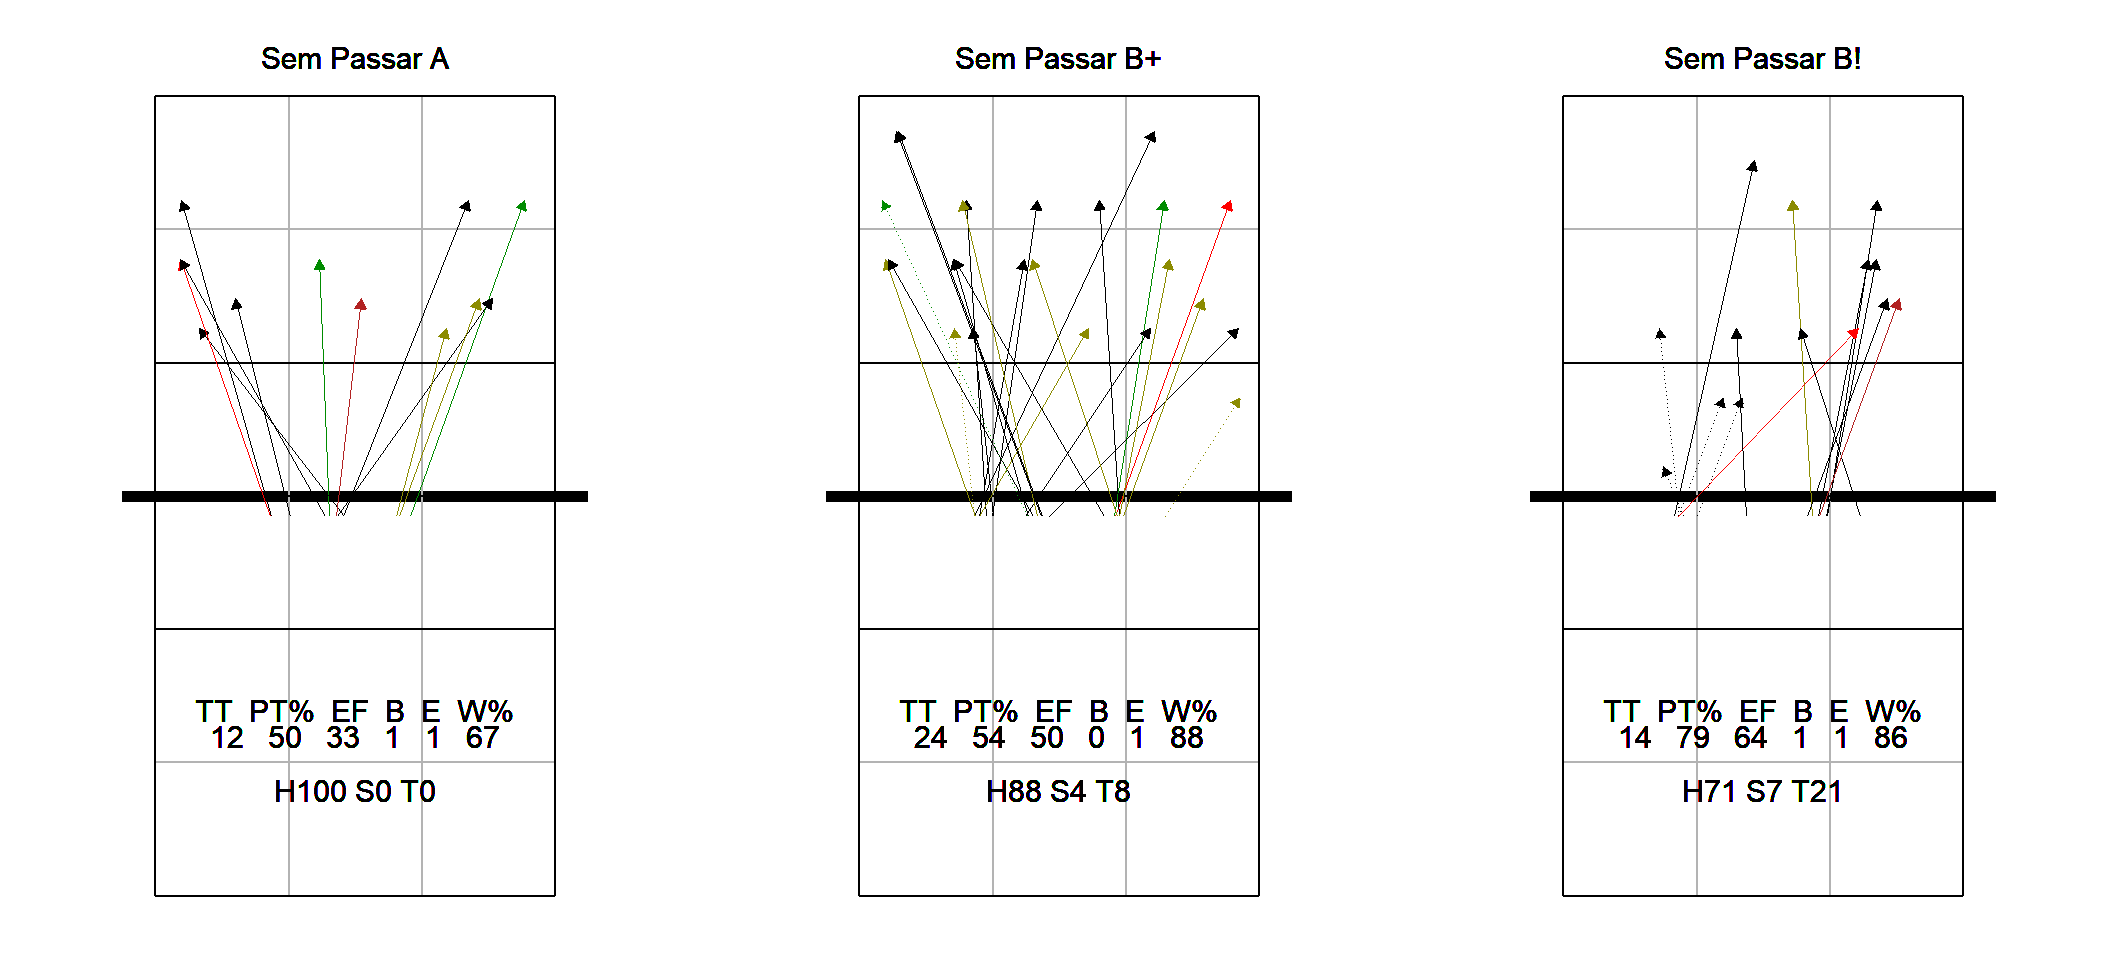 Sem Passar A
TT PT% EF B E W%
12 50 33 1 1 67
H100 S0 T0
Sem Passar B+
TT PT% EF B E W%
24 54 50 0 1 88
H88 S4 T8
Sem Passar B!
TT PT% EF B E W%
14 79 64 1 1 86
H71 S7 T21